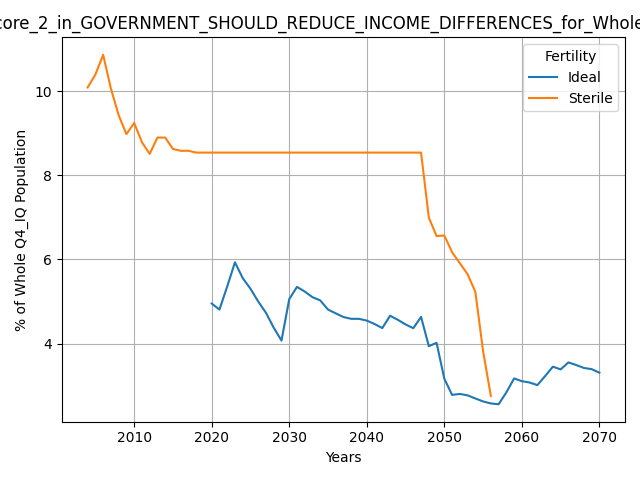 core_2_in_GOVERNMENT_SHOULD_REDUCE_INCOME_DIFFERENCES_for_Whole
Fertility
Ideal
Sterile
% of Whole Q4_IQ Population
10
8
6
4
2010 2020 2030 2040 2050 2060 2070
Years